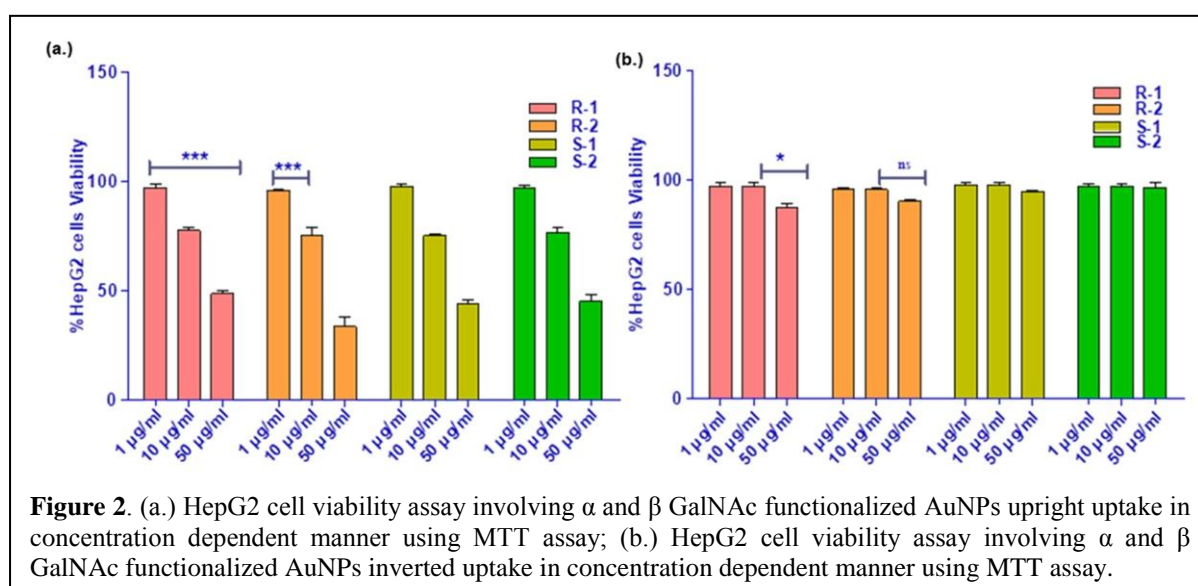 (a.)
150
100
50
0
%HepG2 cells Viability
***
***
R-1
R-2
S-1
S-2
1 µg/ml
10 µg/ml
50 µg/ml
1 µg/ml
10 µg/ml
50 µg/ml
1 µg/ml
10 µg/ml
50 µg/ml
1 µg/ml
10 µg/ml
50 µg/ml
(b.)
150
100
50
0
%HepG2 cells Viability
*
ns
R-1
R-2
S-1
S-2
1 µg/ml
10 µg/ml
50 µg/ml
1 µg/ml
10 µg/ml
50 µg/ml
1 µg/ml
10 µg/ml
50 µg/ml
1 µg/ml
10 µg/ml
50 µg/ml
Figure 2. (a.) HepG2 cell viability assay involving α and β GalNAc functionalized AuNPs upright uptake in
concentration dependent manner using MTT assay; (b.) HepG2 cell viability assay involving α and β
GalNAc functionalized AuNPs inverted uptake in concentration dependent manner using MTT assay.